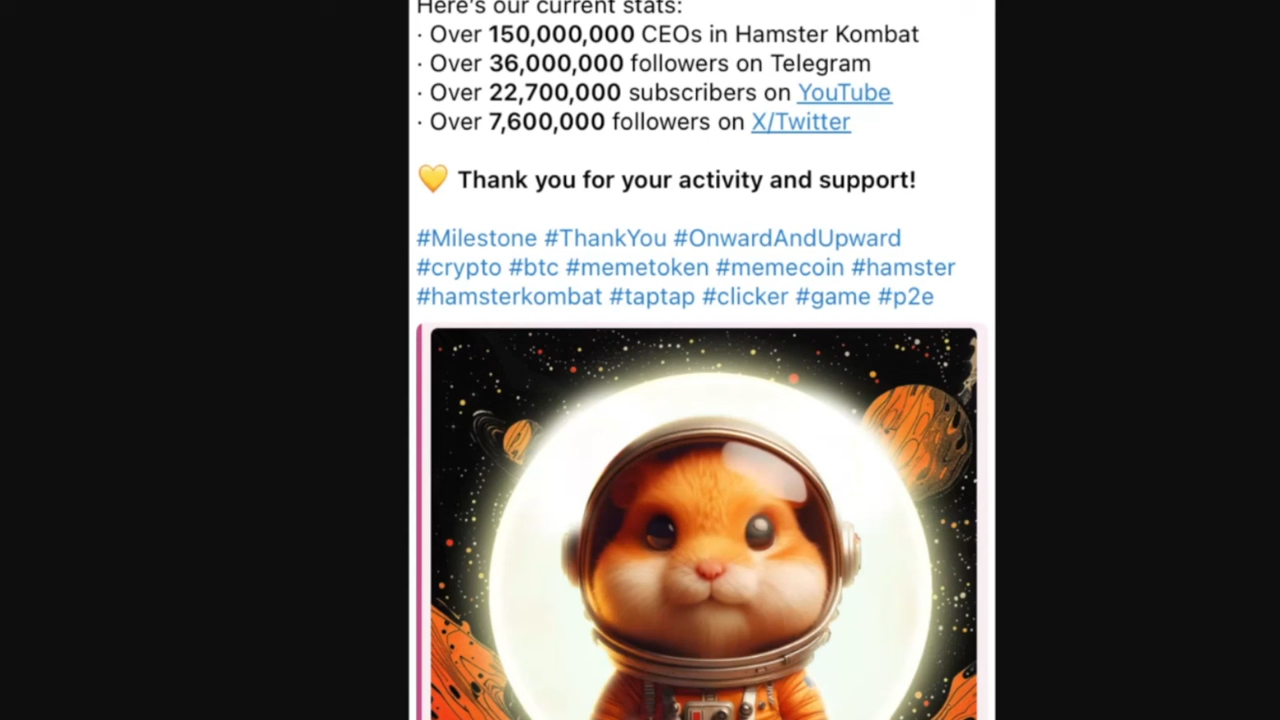 Here's our current stats:
· Over 150,000,000 CEOs in Hamster Kombat
· Over 36,000,000 followers on Telegram
· Over 22,700,000 subscribers on YouTube
· Over 7,600,000 followers on X/Twitter
💛 Thank you for your activity and support!
#Milestone #ThankYou #OnwardAndUpward
#crypto #btc #memetoken #memecoin #hamster
#hamsterkombat #taptap #clicker #game #p2e